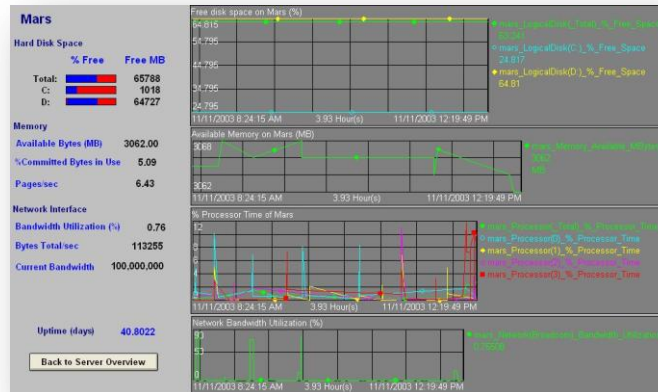 Mars
Hard Disk Space
% Free Free MB
Total: 65788
C: 1018
D: 64727
Memory
Available Bytes (MB) 3062.00
%Committed Bytes in Use 5.09
Pages/sec 6.43
Network Interface
Bandwidth Utilization (%) 0.76
Bytes Total/sec 113255
Current Bandwidth 100,000,000
Uptime (days) 40.8022
Back to Server Overview
Free disk space on Mars (%)
64.815
54.795
44.795
34.795
24.795
11/11/2003 8:24:15 AM 3.93 Hour(s) 11/11/2003 12:19:49 PM
mars_LogicalDisk(_Total)_%_Free_Space
mars_LogicalDisk(C:)_%_Free_Space
24.817
mars_LogicalDisk(D:)_%_Free_Space
64.81
Available Memory on Mars (MB)
3068
3062
11/11/2003 8:24:15 AM 3.93 Hour(s) 11/11/2003 12:19:49 PM
mars_Memory_Available_MBytes
3062
MB
% Processor Time of Mars
12
8
4
0
11/11/2003 8:24:15 AM 3.93 Hour(s) 11/11/2003 12:19:49 PM
mars_Processor(_Total)_%_Processor_Time
mars_Processor(0)_%_Processor_Time
mars_Processor(1)_%_Processor_Time
mars_Processor(2)_%_Processor_Time
mars_Processor(3)_%_Processor_Time
Network Bandwidth Utilization (%)
93
53
0
11/11/2003 8:24:15 AM 3.93 Hour(s) 11/11/2003 12:19:49 PM